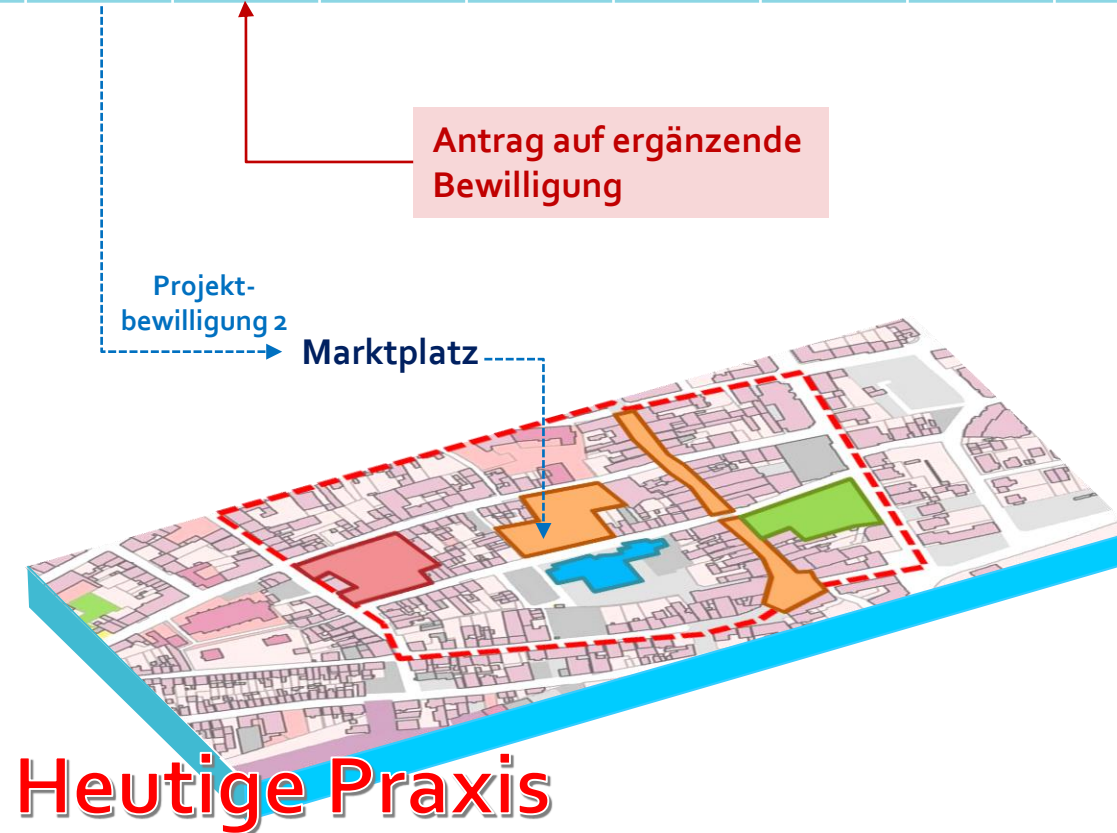 Antrag auf ergänzende
Bewilligung
Projekt-
bewilligung 2
Marktplatz
Heutige Praxis